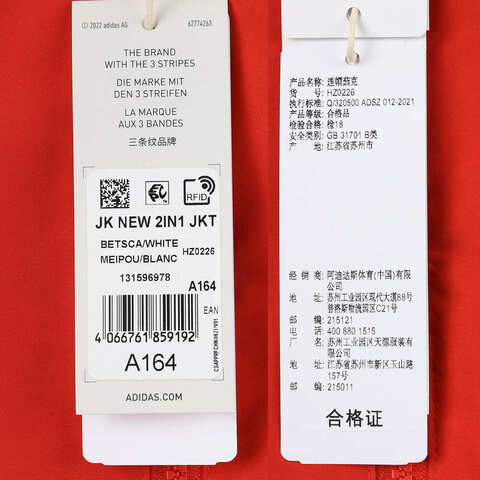 © 2022 adidas AG 62774263
THE BRAND
WITH THE 3 STRIPES
DIE MARKE MIT
DEN 3 STREIFEN
LA MARQUE
AUX 3 BANDES
三条纹品牌
RFID
JK NEW 2IN1 JKT
BETSCA/WHITE HZ0226
MEIPOU/BLANC
131596978
A164
EAN
4 066761 859192
A164
ADIDAS.COM
产品名称: 连帽茄克
货 号: HZ0226
执行标准: Q/320500 ADSZ 012-2021
产品等级: 合格品
检验合格: 检18
安全类别: GB 31701 B类
产 地: 江苏省苏州市
经 销 商: 阿迪达斯体育(中国)有限
公司
地 址: 苏州工业园区现代大道88号
普格斯物流园区C21号
邮 编: 215121
电 话: 400 880 1515
厂 名: 苏州工业园区天源服装有
限公司
地 址: 江苏省苏州市新区玉山路
157号
邮 编: 215011
合格证